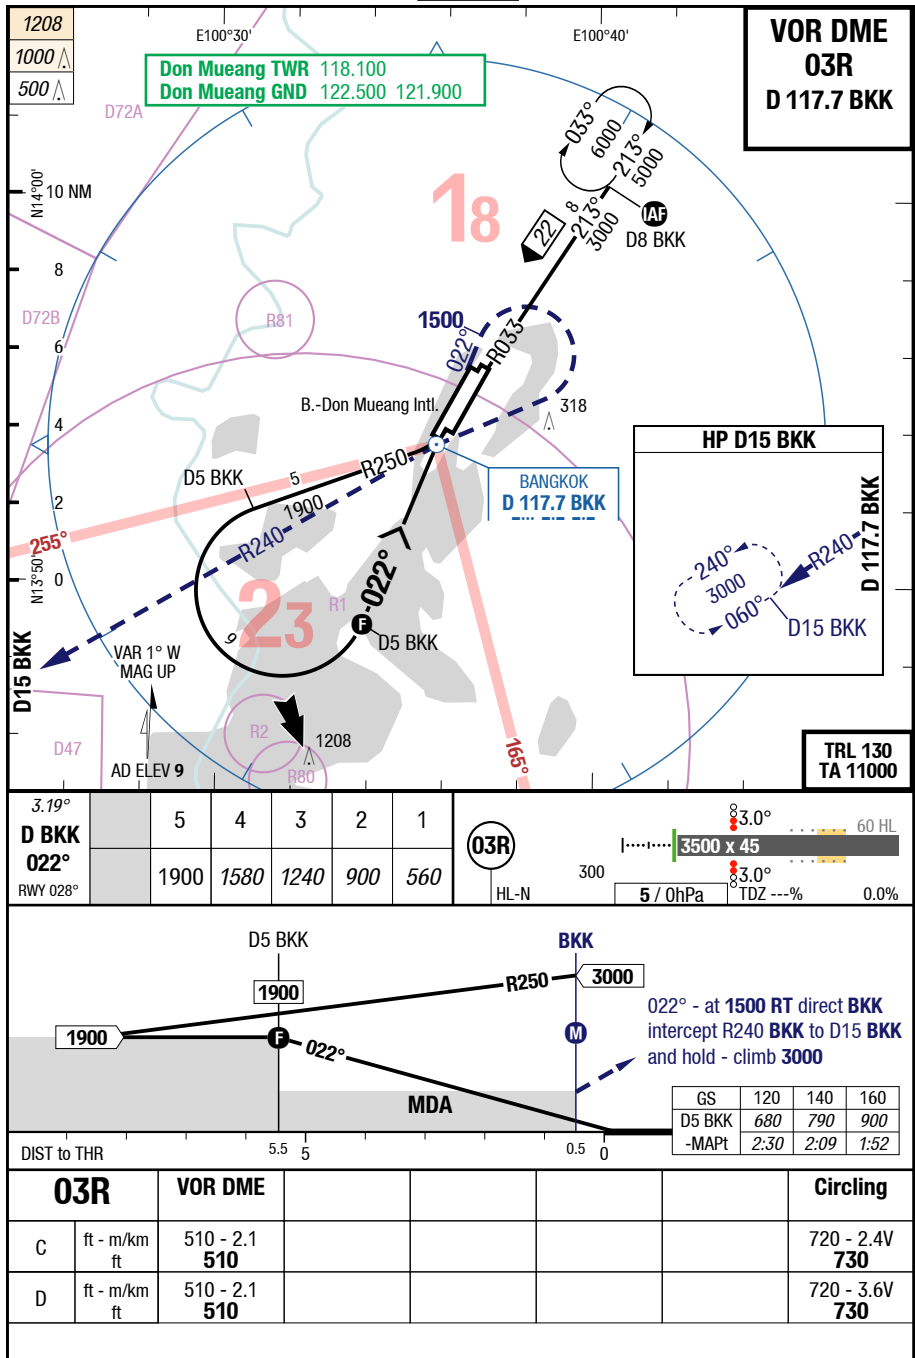 1208
1000
500
E100°30'
E100°40'
VOR DME
03R
D 117.7 BKK
Don Mueang TWR 118.100
Don Mueang GND 122.500 121.900
D72A
033°
6000
213°
5000
N14°00'
10 NM
18
IAF
D8 BKK
22
8
213°
3000
8
D72B
R81
6
1500
022°
R033
4
B.-Don Mueang Intl.
318
HP D15 BKK
D5 BKK
5
R250
1900
BANGKOK
D 117.7 BKK
D 117.7 BKK
2
255°
R240
R240
240°
3000
060°
D15 BKK
N13°50'
0
23
R1
022°
9
F
D5 BKK
D15 BKK
VAR 1° W
MAG UP
D47
R2
1208
R80
AD ELEV 9
165°
TRL 130
TA 11000
3.19°
D BKK
022°
RWY 028°
5 4 3 2 1
1900 1580 1240 900 560
03R
HL-N
300
3.0°
60 HL
3500 x 45
3.0°
5 / 0hPa
TDZ ---%
0.0%
D5 BKK
BKK
1900
R250
3000
1900
F
022°
M
022° - at 1500 RT direct BKK
intercept R240 BKK to D15 BKK
and hold - climb 3000
MDA
GS 120 140 160
D5 BKK 680 790 900
-MAPt 2:30 2:09 1:52
DIST to THR
5.5 5
0.5 0
03R VOR DME Circling
C ft - m/km 510 - 2.1 720 - 2.4V
ft 510 730
D ft - m/km 510 - 2.1 720 - 3.6V
ft 510 730